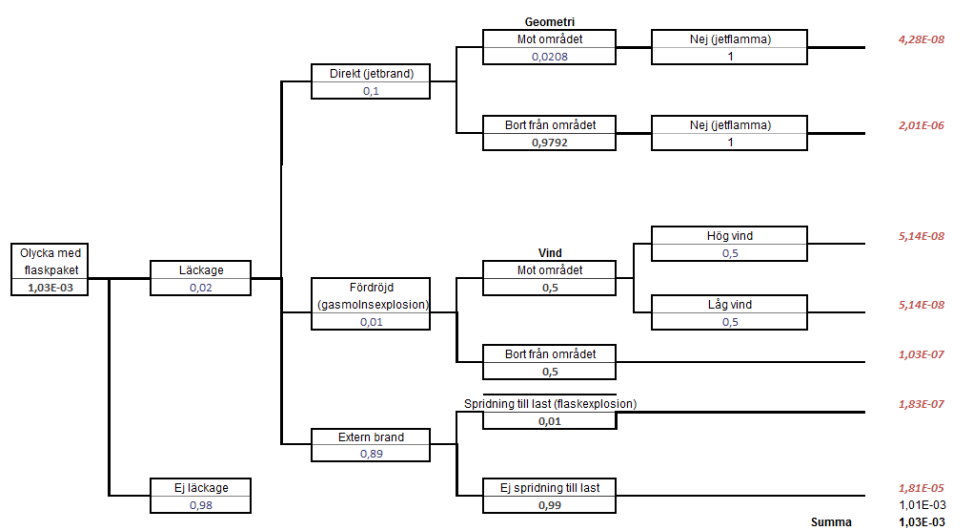 Geometri
Mot området
0,0208
Nej (jetflamma)
1
4,28E-08
Direkt (jetbrand)
0,1
Bort från området
0,9792
Nej (jetflamma)
1
2,01E-06
Olycka med
flaskpaket
1,03E-03
Läckage
0,02
Fördröjd
(gasmolnsexplosion)
0,01
Vind
Mot området
0,5
Hög vind
0,5
5,14E-08
Låg vind
0,5
5,14E-08
Bort från området
0,5
1,03E-07
Spridning till last (flaskexplosion)
0,01
1,83E-07
Extern brand
0,89
Ej läckage
0,98
Ej spridning till last
0,99
1,81E-05
1,01E-03
Summa 1,03E-03